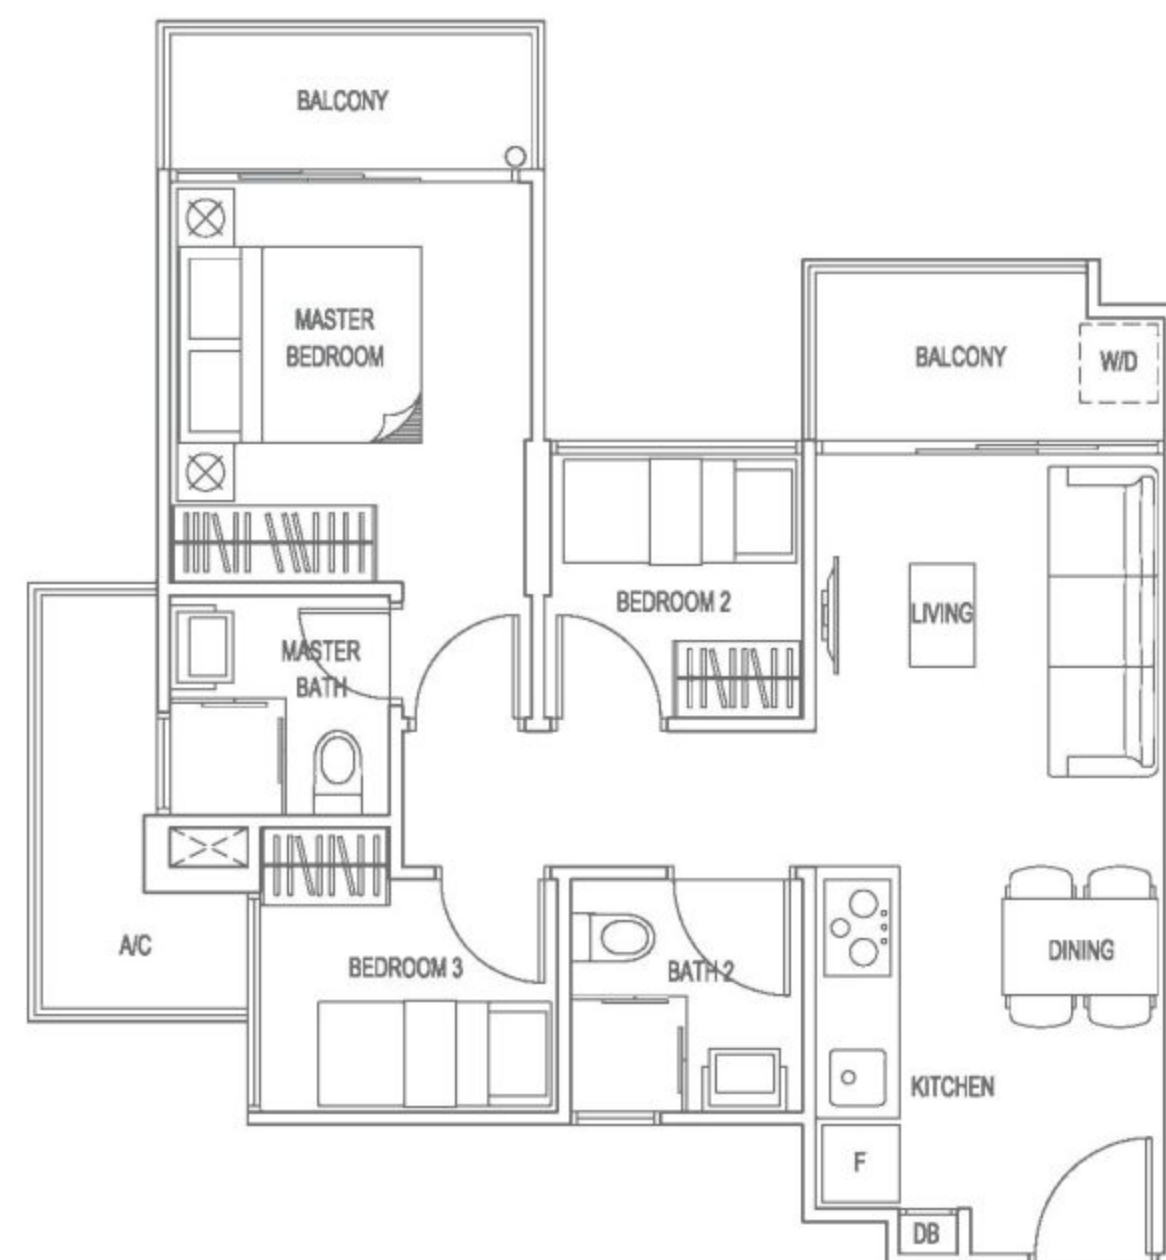 BALCONY
MASTER
BEDROOM
BALCONY
W/D
BEDROOM 2
LIVING
MASTER
BATH
A/C
BEDROOM 3
BATH 2
DINING
KITCHEN
F
DB